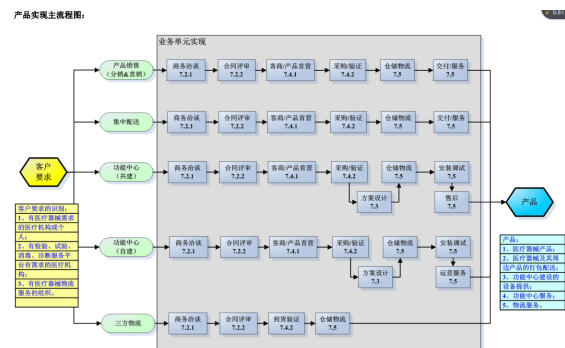 产品实现主流程图：
0.9
业务单元实现
产品销售
（分销&直销）
商务洽谈
7.2.1
合同评审
7.2.2
客商/产品首营
7.4.1
采购/验证
7.4.2
仓储物流
7.5
交付/服务
7.5
集中配送
商务洽谈
7.2.1
合同评审
7.2.2
客商/产品首营
7.4.1
采购/验证
7.4.2
仓储物流
7.5
交付/服务
7.5
客户
要求
功能中心
（共建）
商务洽谈
7.2.1
合同评审
7.2.2
客商/产品首营
7.4.1
采购/验证
7.4.2
方案设计
7.3
仓储物流
7.5
安装调试
7.5
售后
7.5
产品
客户要求的识别：
1、有医疗器械需求
的医疗机构或个
人；
2、有检验、试验、
消毒、诊断服务平
台有需求的医疗机
构；
3、有医疗器械物流
服务的组织。
功能中心
（自建）
商务洽谈
7.2.1
合同评审
7.2.2
客商/产品首营
7.4.1
采购/验证
7.4.2
方案设计
7.3
仓储物流
7.5
安装调试
7.5
运营服务
7.5
产品：
1、医疗器械产品；
2、医疗器械及其周
边产品的打包配送；
3、功能中心建设的
设备提供；
4、功能中心服务；
5、物流服务。
三方物流
商务洽谈
7.2.1
合同评审
7.2.2
到货验证
7.4.2
仓储物流
7.5